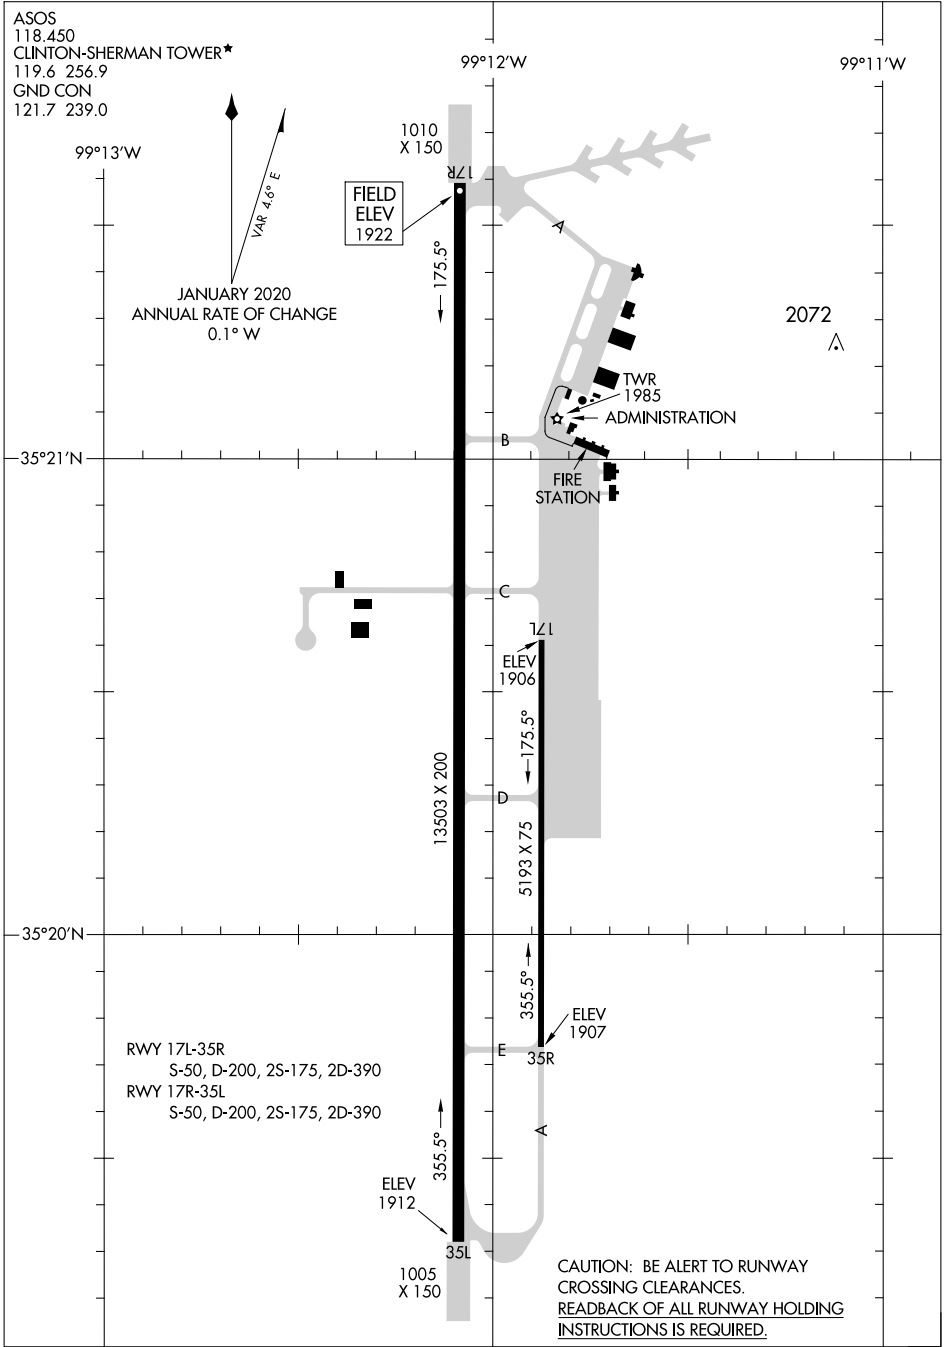 ASOS
118.450
CLINTON-SHERMAN TOWER★
119.6 256.9
GND CON
121.7 239.0
99°13'W
99°12'W
99°11'W
VAR 4.6° E
JANUARY 2020
ANNUAL RATE OF CHANGE
0.1° W
1010
X 150
17R
FIELD
ELEV
1922
175.5°
A
2072
TWR
1985
ADMINISTRATION
B
35°21'N
FIRE
STATION
C
17L
ELEV
1906
175.5°
13503 X 200
D
5193 X 75
35°20'N
355.5°
ELEV
1907
E
35R
RWY 17L-35R
S-50, D-200, 2S-175, 2D-390
RWY 17R-35L
S-50, D-200, 2S-175, 2D-390
355.5°
A
ELEV
1912
35L
1005
X 150
CAUTION: BE ALERT TO RUNWAY
CROSSING CLEARANCES.
READBACK OF ALL RUNWAY HOLDING
INSTRUCTIONS IS REQUIRED.